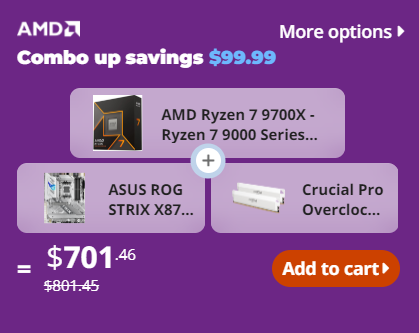 AMD
More options
Combo up savings $99.99
AMD Ryzen 7 9700X -
Ryzen 7 9000 Series...
+
ASUS ROG
STRIX X87...
Crucial Pro
Overcloc...
= $701.46
$801.45
Add to cart